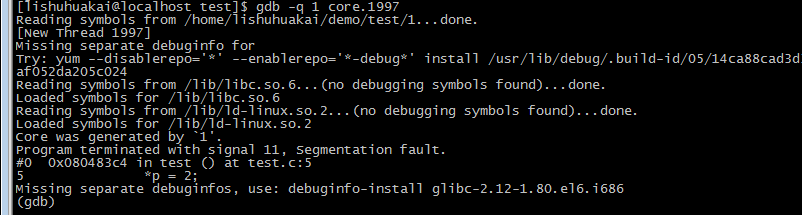 [lishuhuakai@localhost test]$ gdb -q 1 core.1997
Reading symbols from /home/lishuhuakai/demo/test/1...done.
[New Thread 1997]
Missing separate debuginfo for
Try: yum --disablerepo='*' --enablerepo='*-debug*' install /usr/lib/debug/.build-id/05/14ca88cad3d
af052da205c024
Reading symbols from /lib/libc.so.6...(no debugging symbols found)...done.
Loaded symbols for /lib/libc.so.6
Reading symbols from /lib/ld-linux.so.2...(no debugging symbols found)...done.
Loaded symbols for /lib/ld-linux.so.2
Core was generated by `1'.
Program terminated with signal 11, Segmentation fault.
#0  0x080483c4 in test () at test.c:5
5               *p = 2;
Missing separate debuginfos, use: debuginfo-install glibc-2.12-1.80.el6.i686
(gdb)